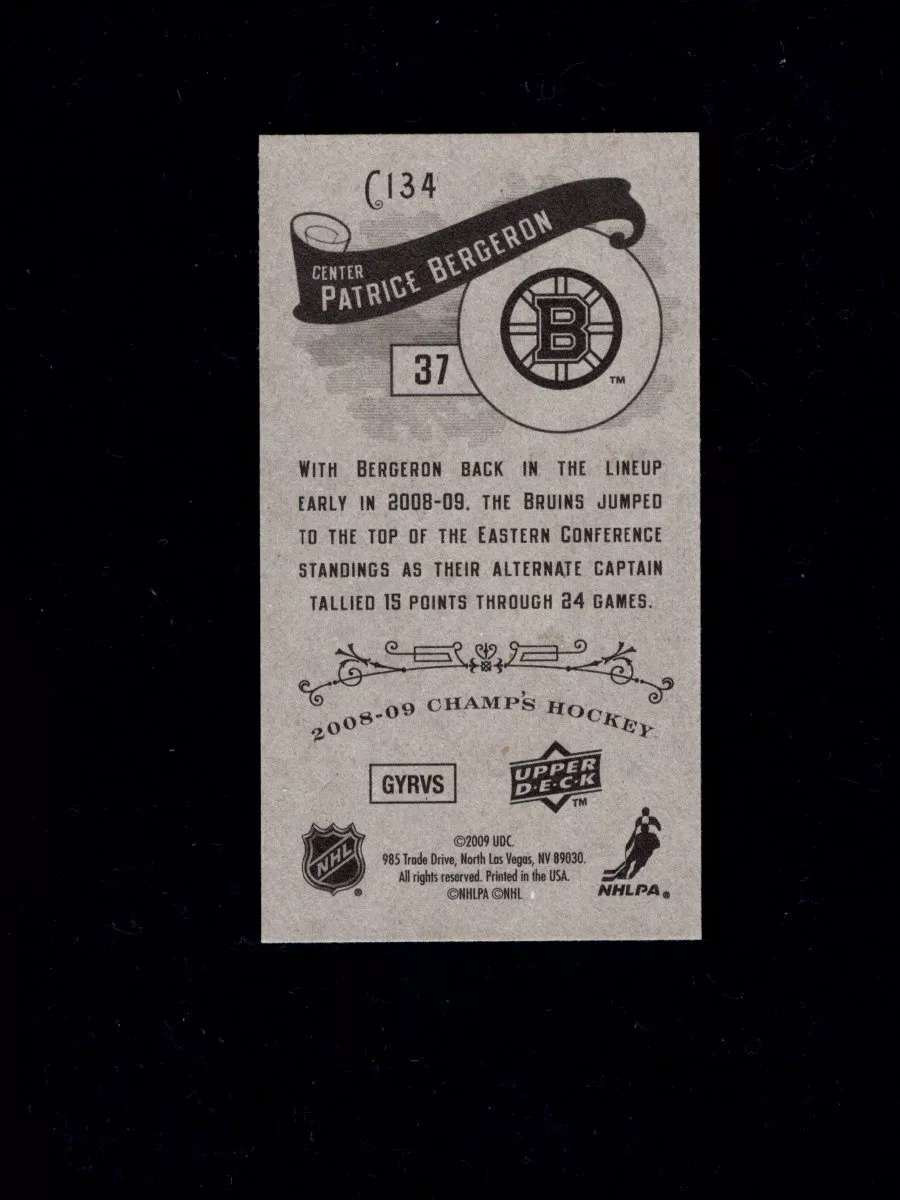 C134
CENTER
PATRICE BERGERON
B
TM
37
WITH BERGERON BACK IN THE LINEUP
EARLY IN 2008-09, THE BRUINS JUMPED
TO THE TOP OF THE EASTERN CONFERENCE
STANDINGS AS THEIR ALTERNATE CAPTAIN
TALLIED 15 POINTS THROUGH 24 GAMES.
2008-09 CHAMP'S HOCKEY
GYRVS
UPPER
D·E·C·K
TM
NHL
®
©2009 UDC.
985 Trade Drive, North Las Vegas, NV 89030.
All rights reserved. Printed in the USA.
©NHLPA ©NHL
NHLPA®